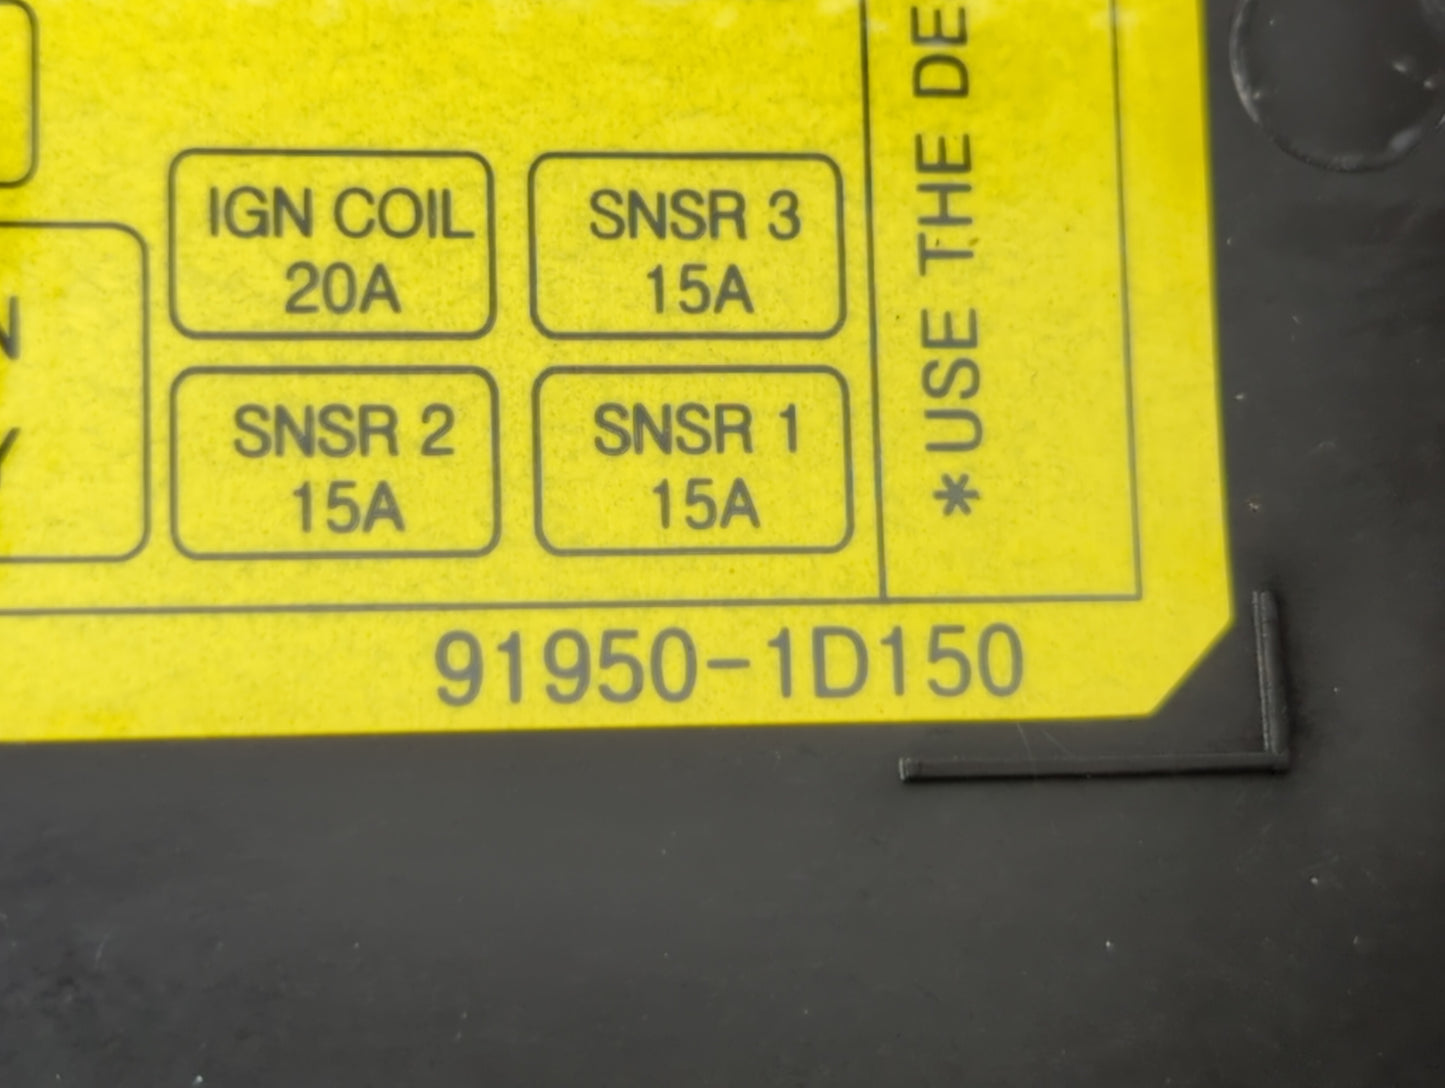 IGN COIL
20A
SNSR 3
15A
SNSR 2
15A
SNSR 1
15A
*USE THE DE
91950-1D150